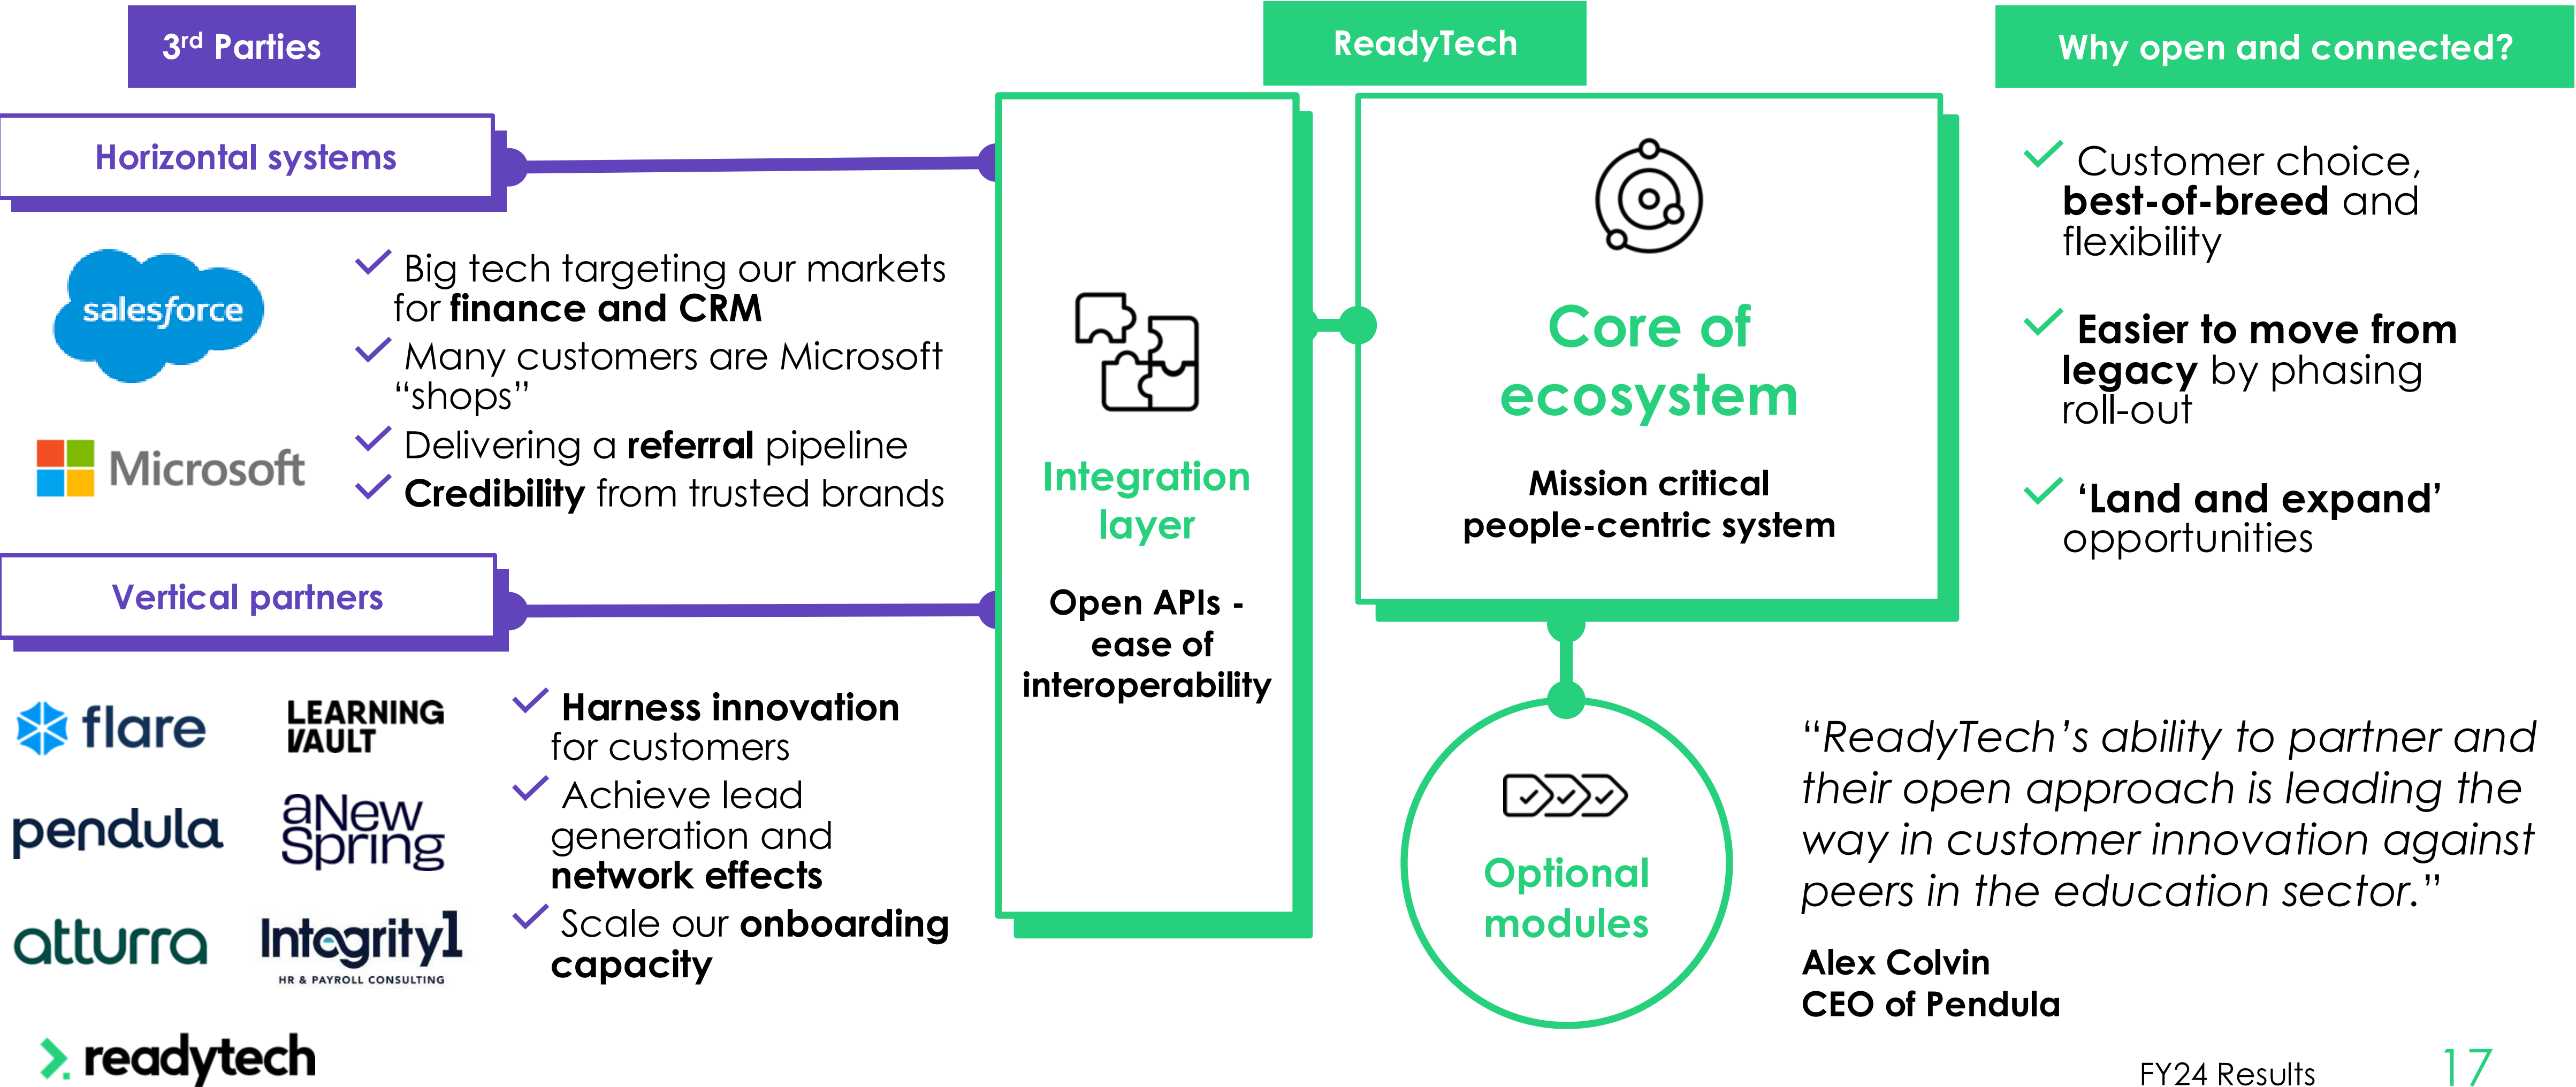 3rd Parties
ReadyTech
Why open and connected?
Horizontal systems
salesforce
Microsoft
Big tech targeting our markets
for finance and CRM
Many customers are Microsoft
“shops”
Delivering a referral pipeline
Credibility from trusted brands
Vertical partners
flare
LEARNING
VAULT
pendula
aNew
Spring
atturra
Integrity1
HR & PAYROLL CONSULTING
Harness innovation
for customers
Achieve lead
generation and
network effects
Scale our onboarding
capacity
Integration
layer
Open APIs -
ease of
interoperability
Core of
ecosystem
Mission critical
people-centric system
Optional
modules
Customer choice,
best-of-breed and
flexibility
Easier to move from
legacy by phasing
roll-out
‘Land and expand’
opportunities
“ReadyTech’s ability to partner and
their open approach is leading the
way in customer innovation against
peers in the education sector.”
Alex Colvin
CEO of Pendula
readytech
FY24 Results
17